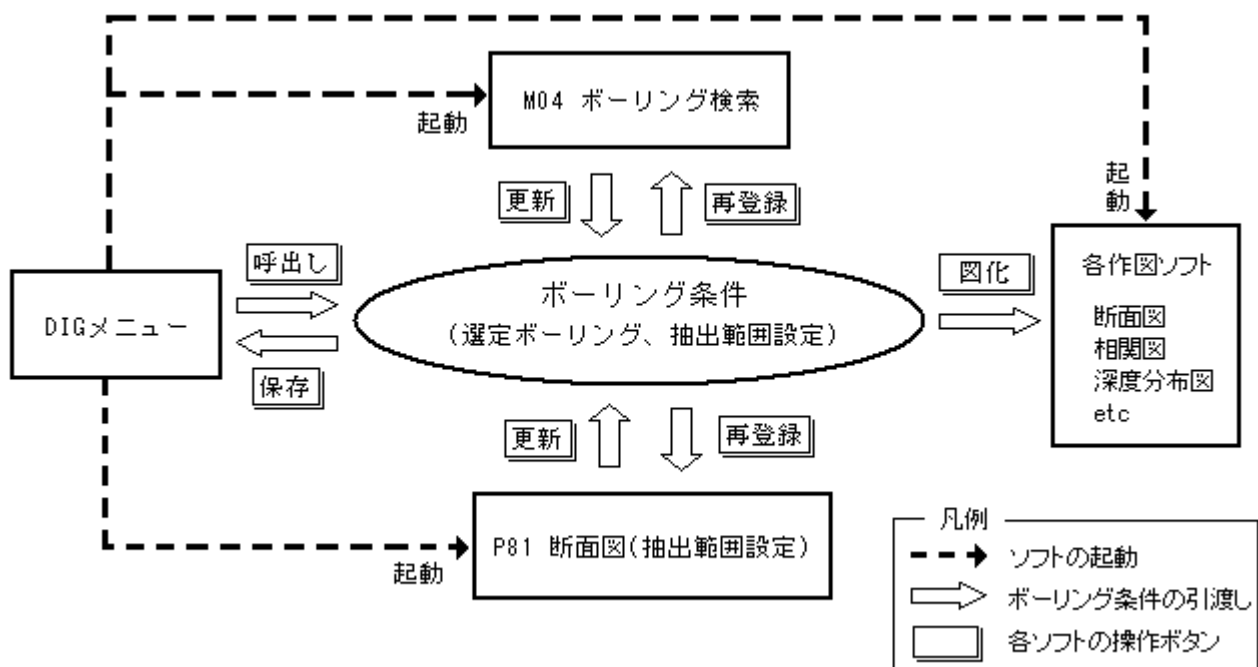 M04 ボーリング検索
起動
更新
再登録
起
動
呼出し
DIGメニュー
保存
ボーリング条件
(選定ボーリング、抽出範囲設定)
図化
各作図ソフト
断面図
相関図
深度分布図
etc
更新
再登録
P81 断面図(抽出範囲設定)
起動
凡例
ソフトの起動
ボーリング条件の引渡し
各ソフトの操作ボタン